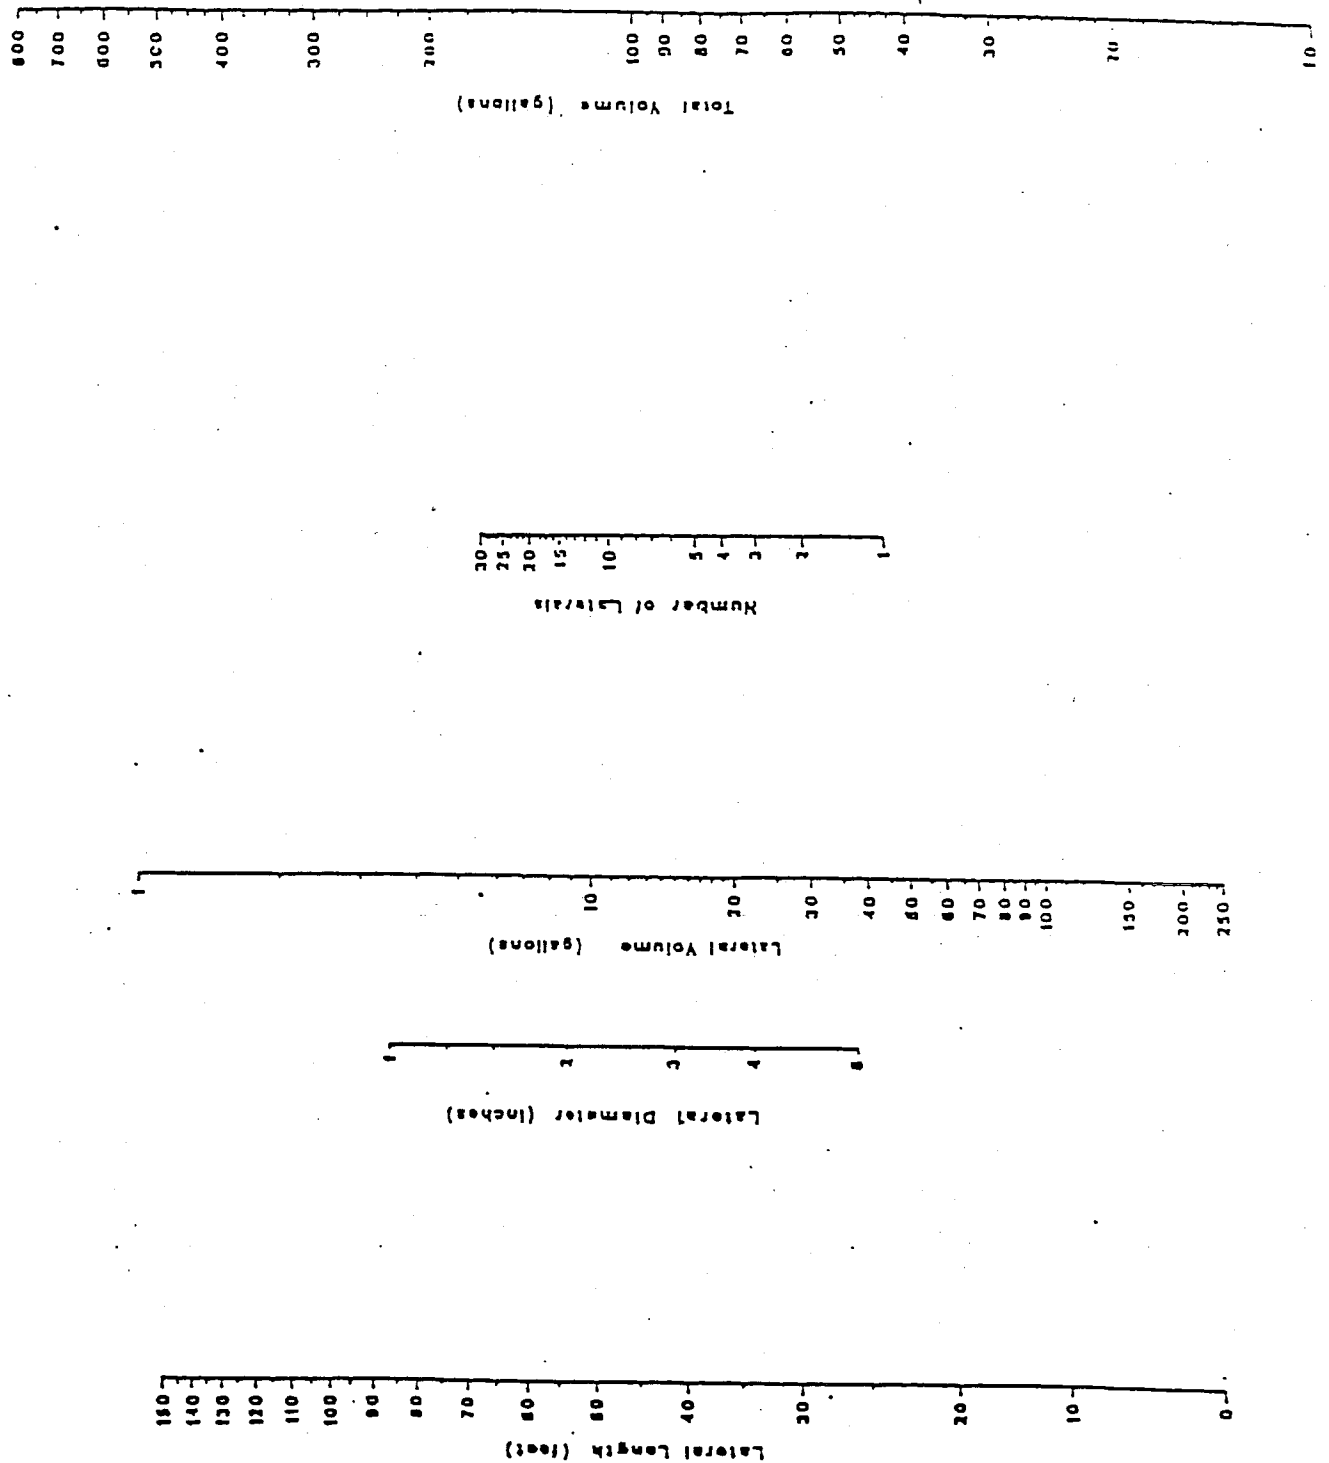 800 700 600 500 400 300 200 100 90 80 70 60 50 40 30 20 10
Total Volume (gallons)
30 25 20 15 10 5 4 3 2 1
Number of Laterals
1 10 20 30 40 50 60 70 80 90 100 150 200 250
Lateral Volume (gallons)
1 2 3 4 6
Lateral Diameter (inches)
150 140 130 120 110 100 90 80 70 60 50 40 30 20 10 0
Lateral Length (feet)